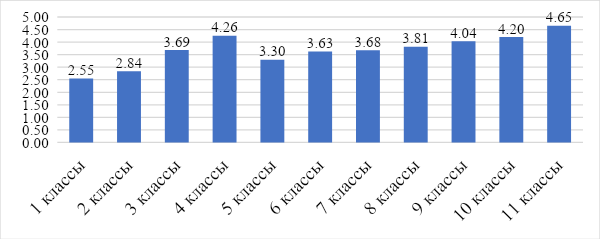 5.00
4.50
4.00
3.50
3.00
2.50
2.00
1.50
1.00
0.50
0.00
2.55
2.84
3.69
4.26
3.30
3.63
3.68
3.81
4.04
4.20
4.65
1 классы
2 классы
3 классы
4 классы
5 классы
6 классы
7 классы
8 классы
9 классы
10 классы
11 классы